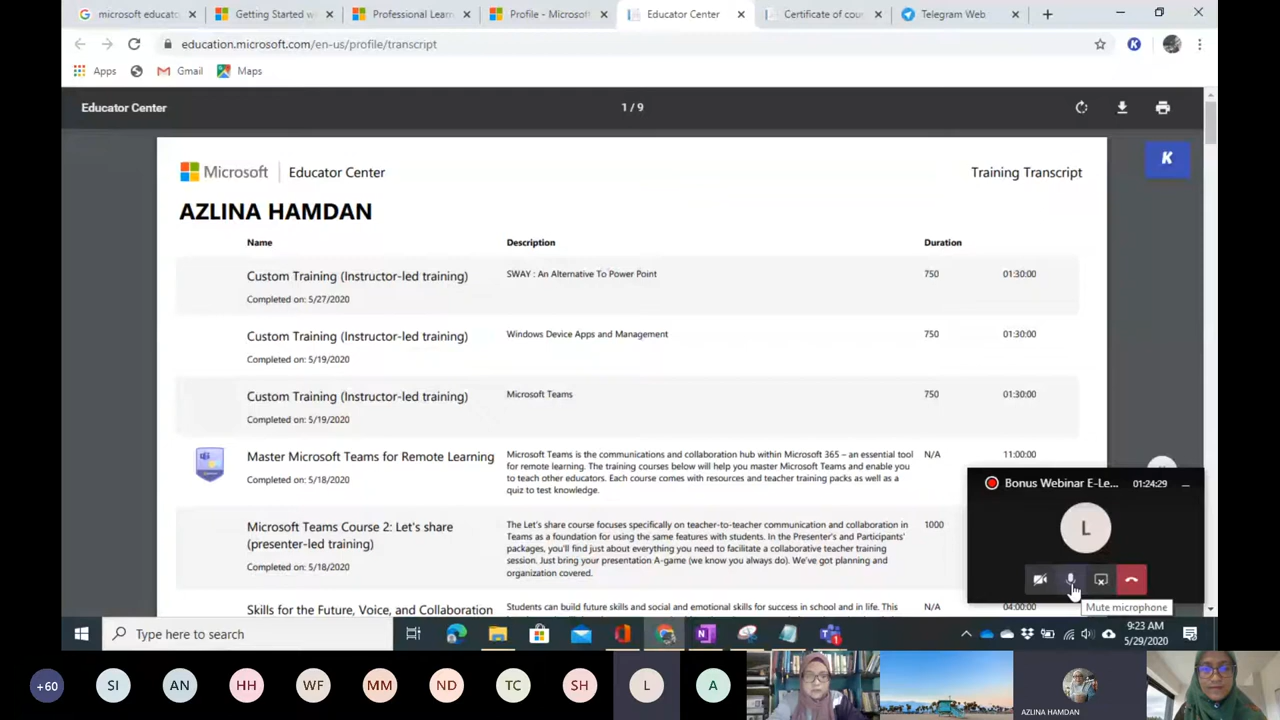 microsoft educato
Getting Started w
Professional Learn
Profile - Microsoft
Educator Center
Certificate of cou
Telegram Web
education.microsoft.com/en-us/profile/transcript
K
Apps
Gmail
Maps
Educator Center
1 / 9
Microsoft
Educator Center
Training Transcript
K
AZLINA HAMDAN
Name
Description
Duration
Custom Training (Instructor-led training)
SWAY : An Alternative To Power Point
750
01:30:00
Completed on: 5/27/2020
Custom Training (Instructor-led training)
Windows Device Apps and Management
750
01:30:00
Completed on: 5/19/2020
Custom Training (Instructor-led training)
Microsoft Teams
750
01:30:00
Completed on: 5/19/2020
Master Microsoft Teams for Remote Learning
Completed on: 5/18/2020
Microsoft Teams is the communications and collaboration hub within Microsoft 365 – an essential tool
for remote learning. The training courses below will help you master Microsoft Teams and enable you
to teach other educators. Each course comes with resources and teacher training packs as well as a
quiz to test knowledge.
N/A
11:00:00
Microsoft Teams Course 2: Let's share
(presenter-led training)
Completed on: 5/18/2020
The Let's share course focuses specifically on teacher-to-teacher communication and collaboration in
Teams as a foundation for using the same features with students. In the Presenter's and Participants'
packages, you'll find just about everything you need to facilitate a collaborative teacher training
session. Just bring your presentation A-game (we know you always do). We've got planning and
organization covered.
1000
Skills for the Future, Voice, and Collaboration
Students can build future skills and social and emotional skills for success in school and in life. This
N/A
04:00:00
Bonus Webinar E-Le...
01:24:29
L
Mute microphone
Type here to search
9:23 AM
5/29/2020
+60
SI
AN
HH
WF
MM
ND
TC
SH
L
A
AZLINA HAMDAN